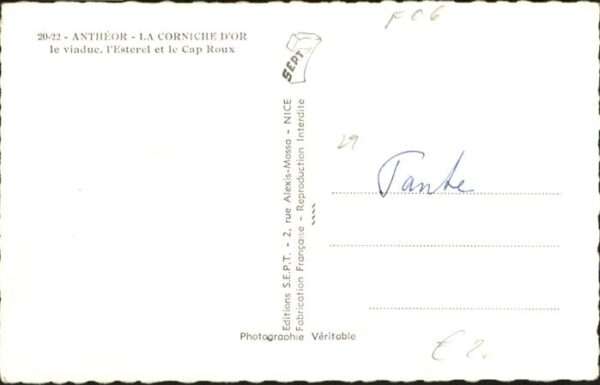 20-22 - ANTHÉOR - LA CORNICHE D'OR
le viaduc, l'Esterel et le Cap Roux
SEPT
Editions S.E.P.T. - 2, rue Alexis-Mossa - NICE
Fabrication Française - Reproduction Interdite
Photographie Véritable
F06
29
Tante
€ 2.